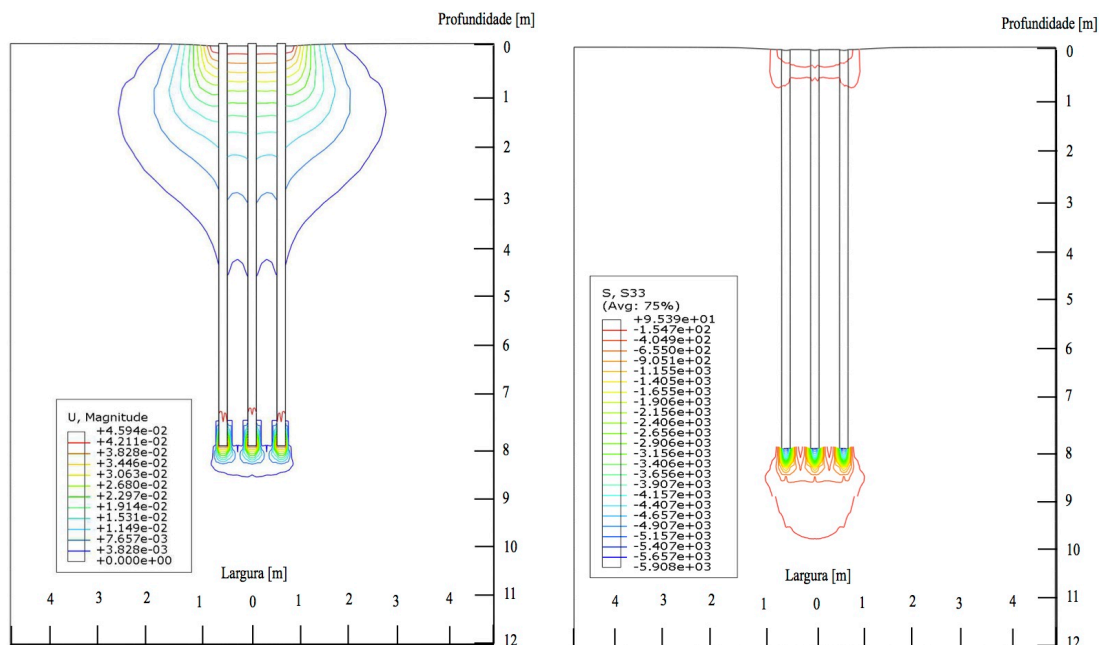 Profundidade [m]
0
1
2
3
4
5
6
7
8
9
10
11
12
U, Magnitude
+4.594e-02
+4.211e-02
+3.828e-02
+3.446e-02
+3.063e-02
+2.680e-02
+2.297e-02
+1.914e-02
+1.531e-02
+1.149e-02
+7.657e-03
+3.828e-03
+0.000e+00
Largura [m]
4 3 2 1 0 1 2 3 4
Profundidade [m]
0
1
2
3
4
5
6
7
8
9
10
11
12
S, S33
(Avg: 75%)
+9.539e+01
-1.547e+02
-4.049e+02
-6.550e+02
-9.051e+02
-1.155e+03
-1.405e+03
-1.655e+03
-1.906e+03
-2.156e+03
-2.406e+03
-2.656e+03
-2.906e+03
-3.156e+03
-3.406e+03
-3.656e+03
-3.907e+03
-4.157e+03
-4.407e+03
-4.657e+03
-4.907e+03
-5.157e+03
-5.407e+03
-5.657e+03
-5.908e+03
Largura [m]
4 3 2 1 0 1 2 3 4